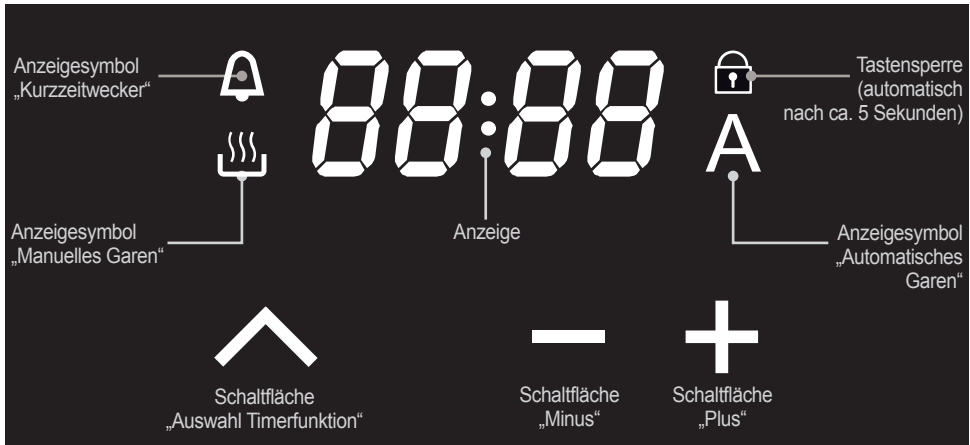 Anzeigesymbol
„Kurzzeitwecker“
88:88
Tastensperre
(automatisch
nach ca. 5 Sekunden)
A
Anzeigesymbol
„Manuelles Garen“
Anzeige
Anzeigesymbol
„Automatisches
Garen“
Schaltfläche
„Auswahl Timerfunktion“
Schaltfläche
„Minus“
Schaltfläche
„Plus“